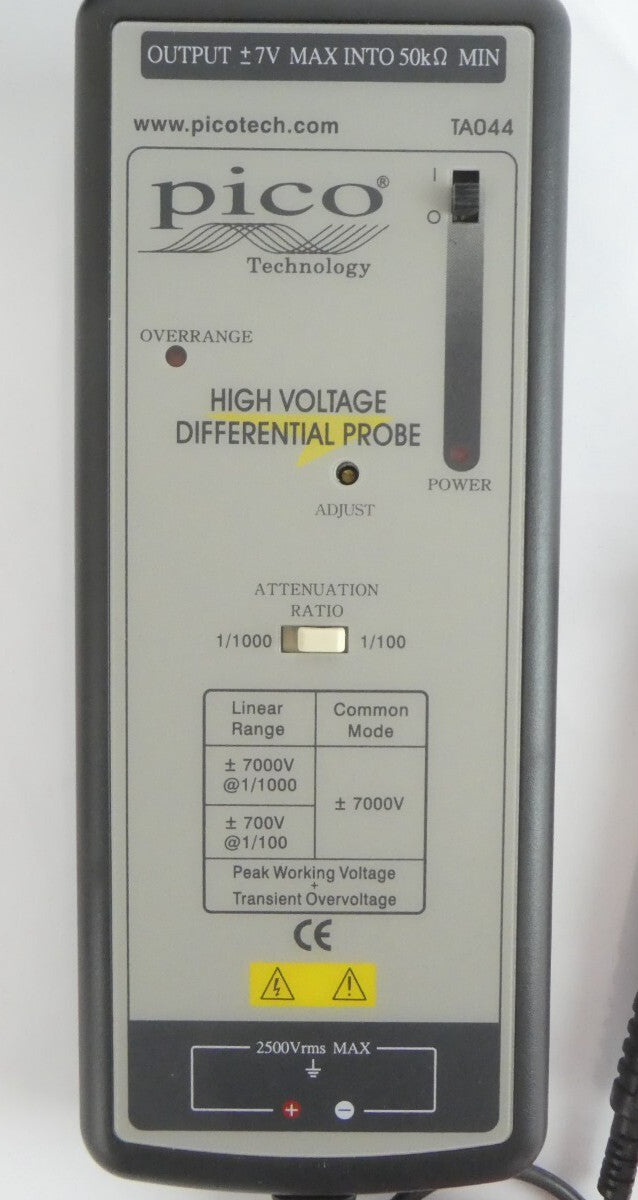 OUTPUT ± 7V MAX INTO 50kΩ MIN
www.picotech.com TA044
pico®
Technology
I
O
OVERRANGE
HIGH VOLTAGE
DIFFERENTIAL PROBE
POWER
ADJUST
ATTENUATION
RATIO
1/1000 1/100
Linear
Range
Common
Mode
± 7000V
@1/1000
± 7000V
± 700V
@1/100
Peak Working Voltage
+
Transient Overvoltage
CE
!
2500Vrms MAX
+ −